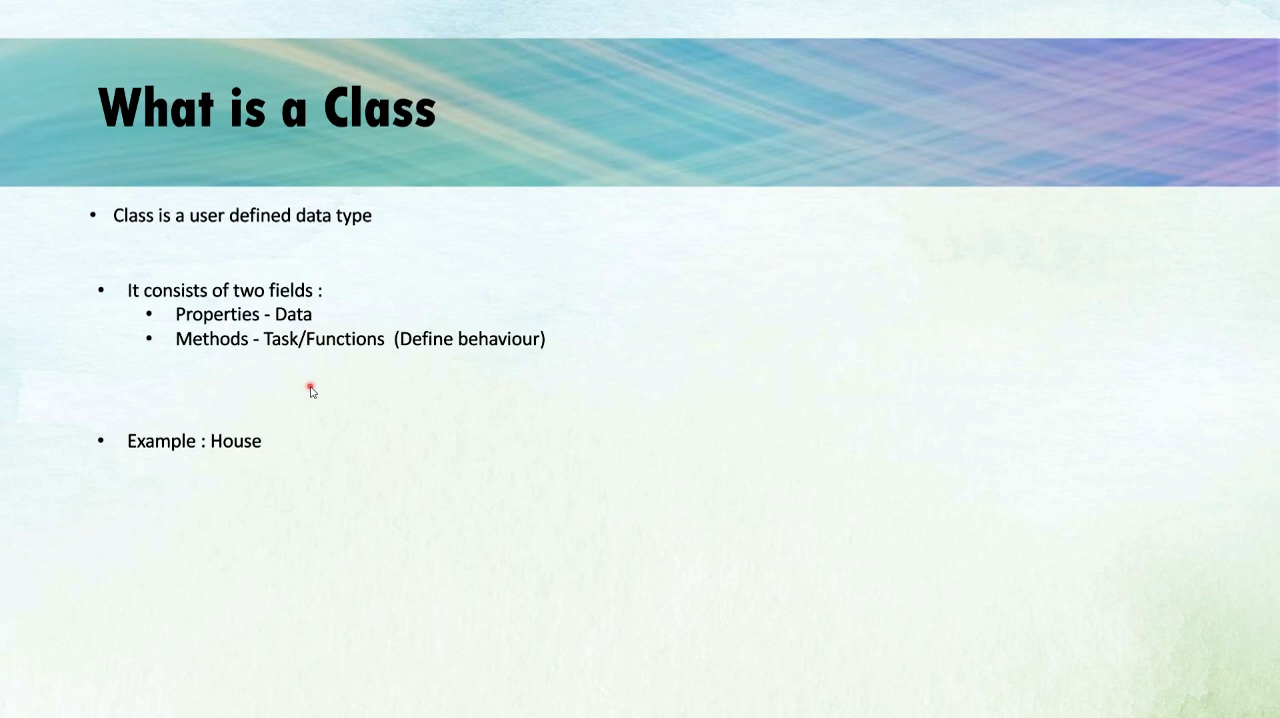 What is a Class
• Class is a user defined data type
• It consists of two fields :
• Properties - Data
• Methods - Task/Functions (Define behaviour)
• Example : House